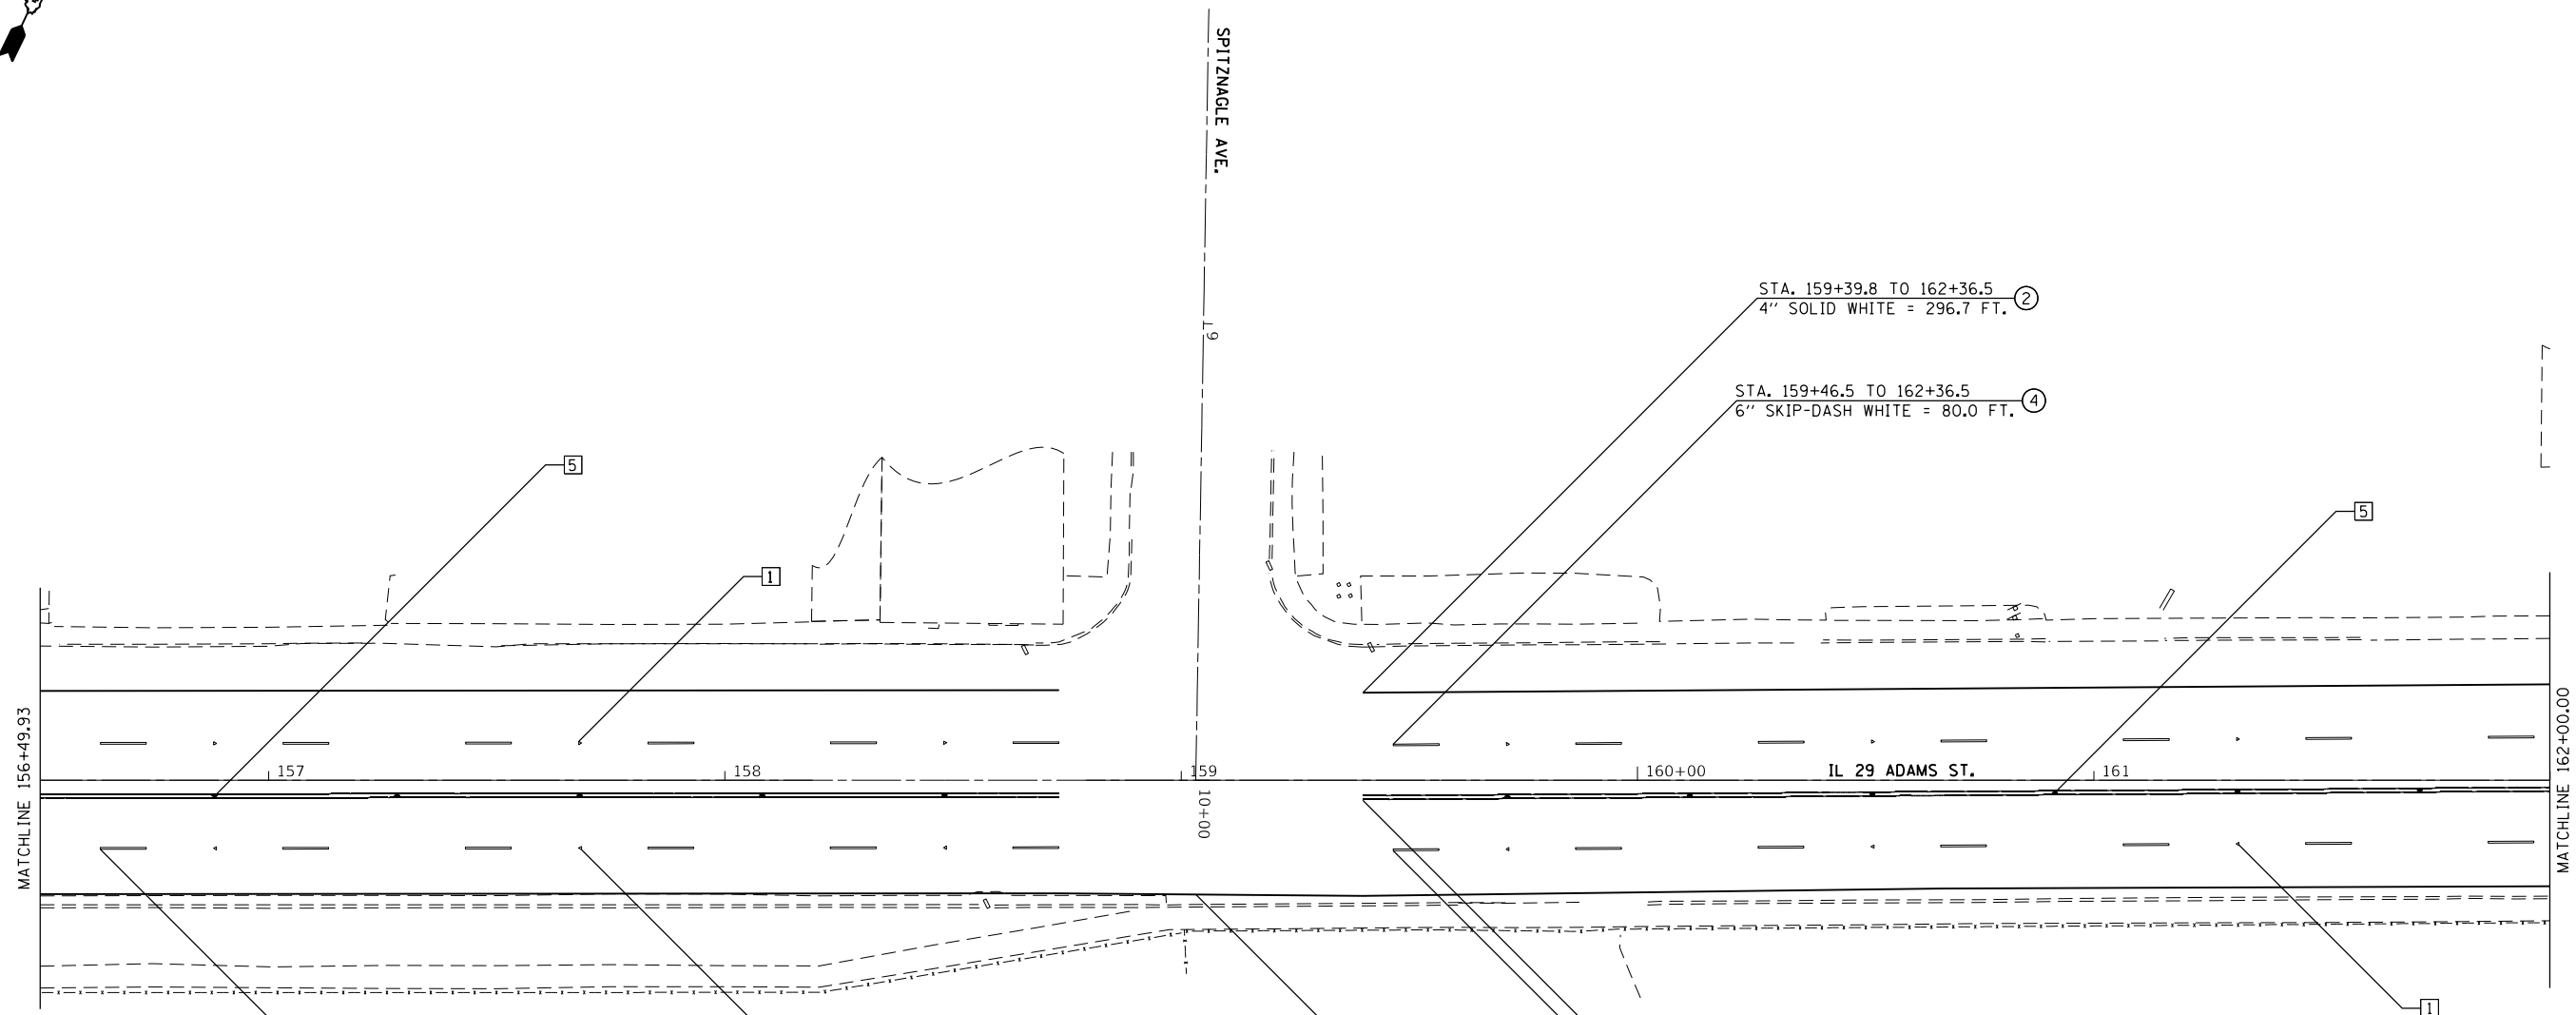 SPITZNAGLE AVE.
9
STA. 159+39.8 TO 162+36.5
4" SOLID WHITE = 296.7 FT.
2
STA. 159+46.5 TO 162+36.5
6" SKIP-DASH WHITE = 80.0 FT.
4
5
5
1
MATCHLINE 156+49.93
157
158
159
160+00
IL 29 ADAMS ST.
161
10+00
MATCHLINE 162+00.00
1